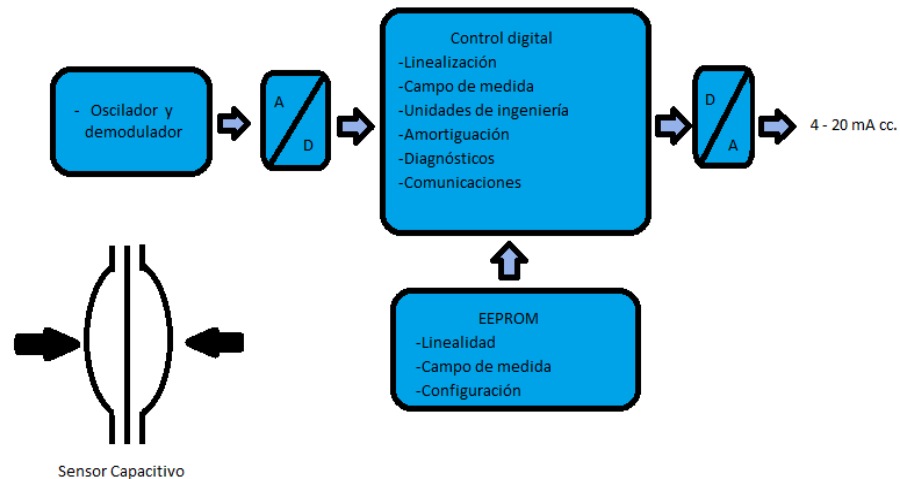 - Oscilador y
demodulador
A
D
Control digital
-Linealización
-Campo de medida
-Unidades de ingeniería
-Amortiguación
-Diagnósticos
-Comunicaciones
D
A
4 - 20 mA cc.
EEPROM
-Linealidad
-Campo de medida
-Configuración
Sensor Capacitivo